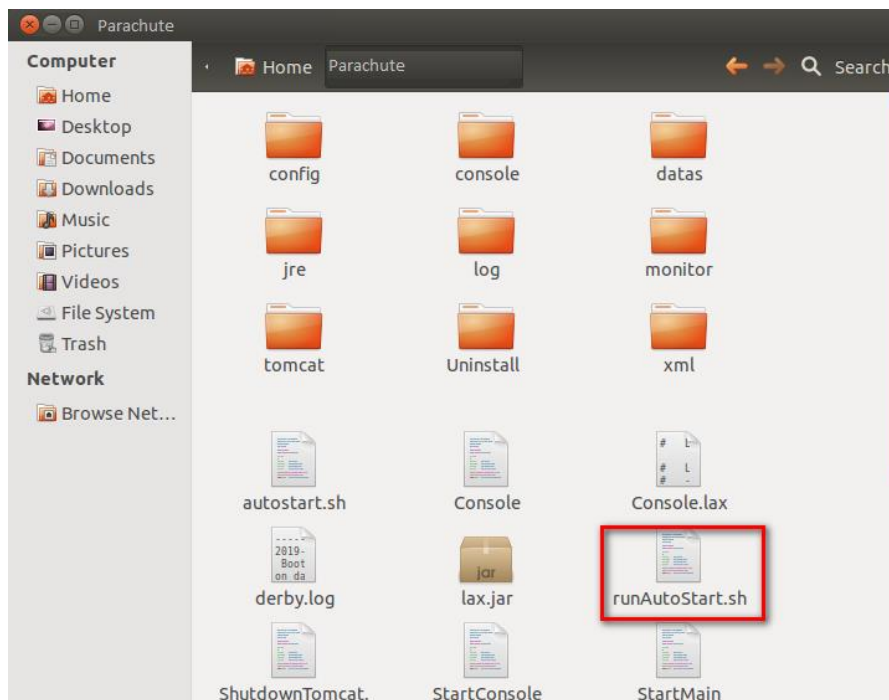 Parachute
Computer
Home
Desktop
Documents
Downloads
Music
Pictures
Videos
File System
Trash
Network
Browse Net...
Home Parachute Search
config console datas
jre log monitor
tomcat Uninstall xml
# L
# L
# -
autostart.sh Console Console.lax
-----
2019-
Boot
on da
jar
derby.log lax.jar runAutoStart.sh
ShutdownTomcat. StartConsole StartMain